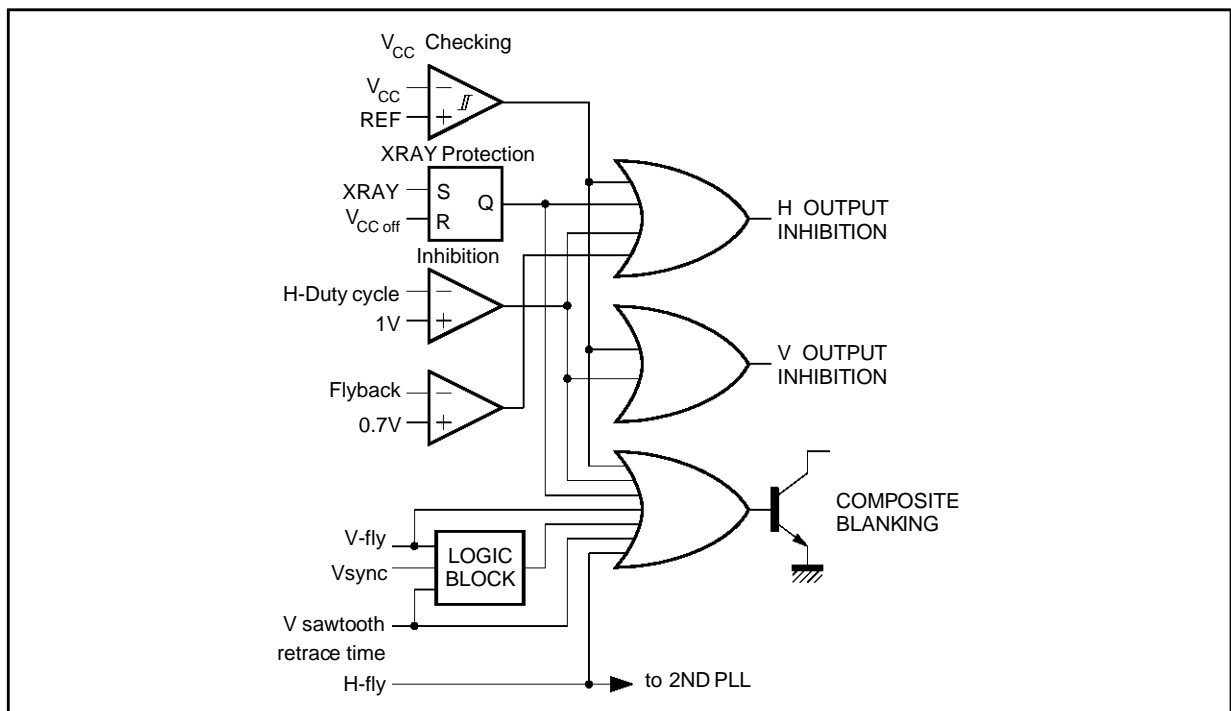 VCC Checking
VCC
−
REF
+
XRAY Protection
XRAY
S
Q
VCC off
R
H OUTPUT
INHIBITION
Inhibition
H-Duty cycle
−
1V
+
V OUTPUT
INHIBITION
Flyback
−
0.7V
+
COMPOSITE
BLANKING
V-fly
LOGIC
BLOCK
Vsync
V sawtooth
retrace time
H-fly
to 2ND PLL